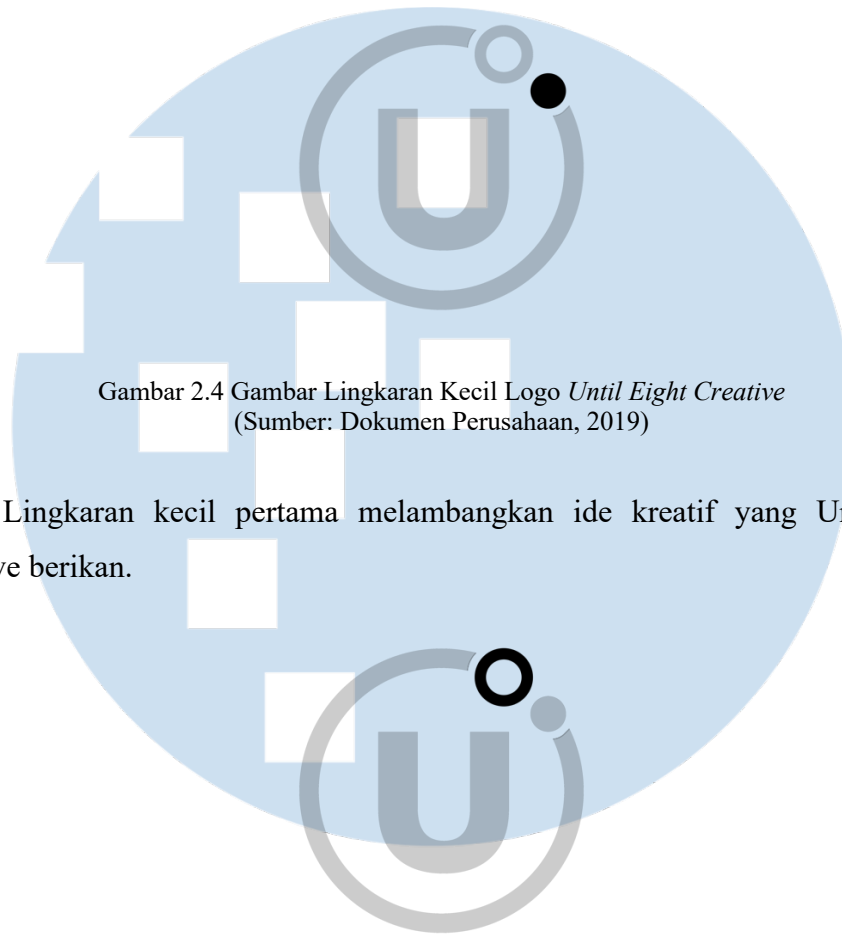 U
Gambar 2.4 Gambar Lingkaran Kecil Logo Until Eight Creative
(Sumber: Dokumen Perusahaan, 2019)
Lingkaran kecil pertama melambangkan ide kreatif yang
ve berikan.
U